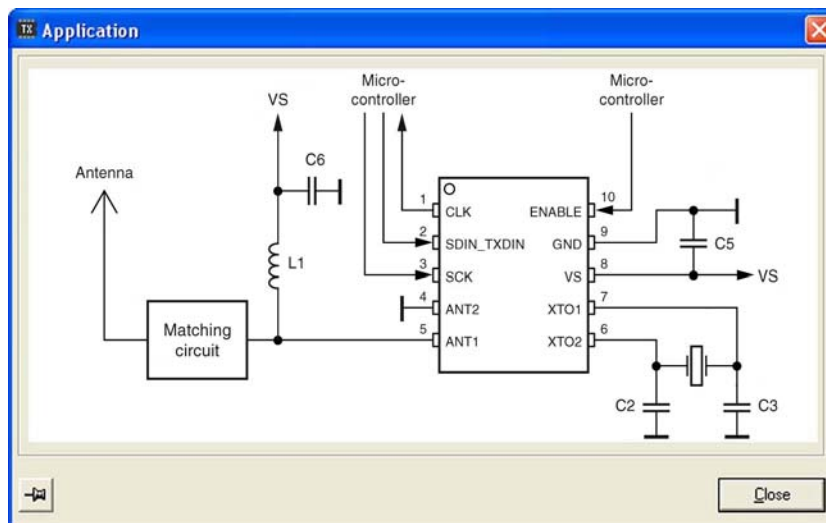 TX Application
Micro-
controller
Micro-
controller
VS
C6
Antenna
1
CLK
ENABLE
10
2
SDIN_TXDIN
GND
9
C5
L1
3
SCK
VS
8
VS
4
ANT2
XTO1
7
Matching
circuit
5
ANT1
XTO2
6
C2
C3
Close